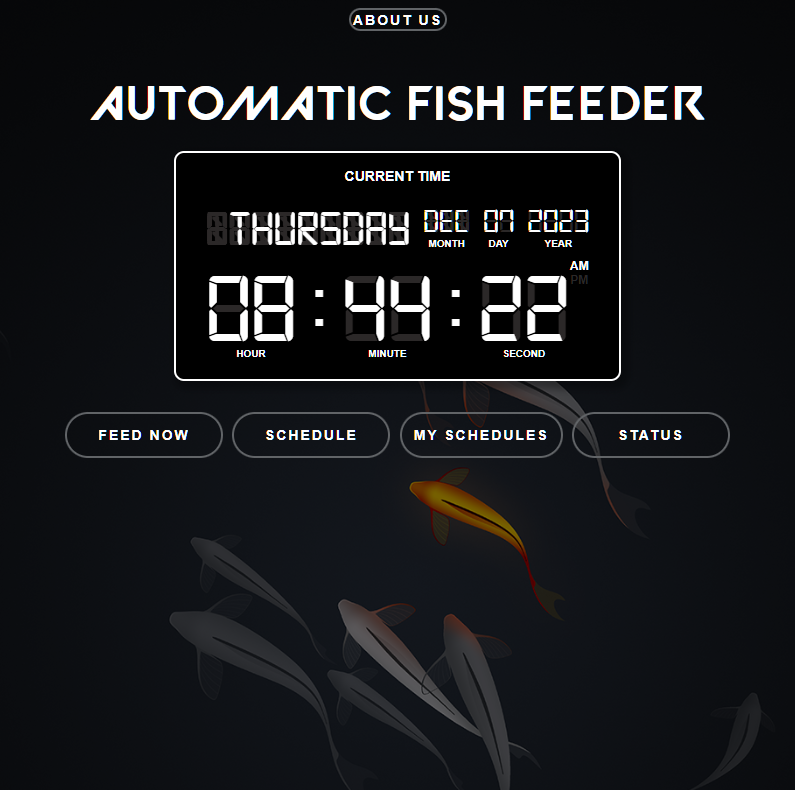 ABOUT US
AUTOMATIC FISH FEEDER
CURRENT TIME
THURSDAY DEC 07 2023
MONTH DAY YEAR
AM
PM
08 : 44 : 22
HOUR MINUTE SECOND
FEED NOW SCHEDULE MY SCHEDULES STATUS